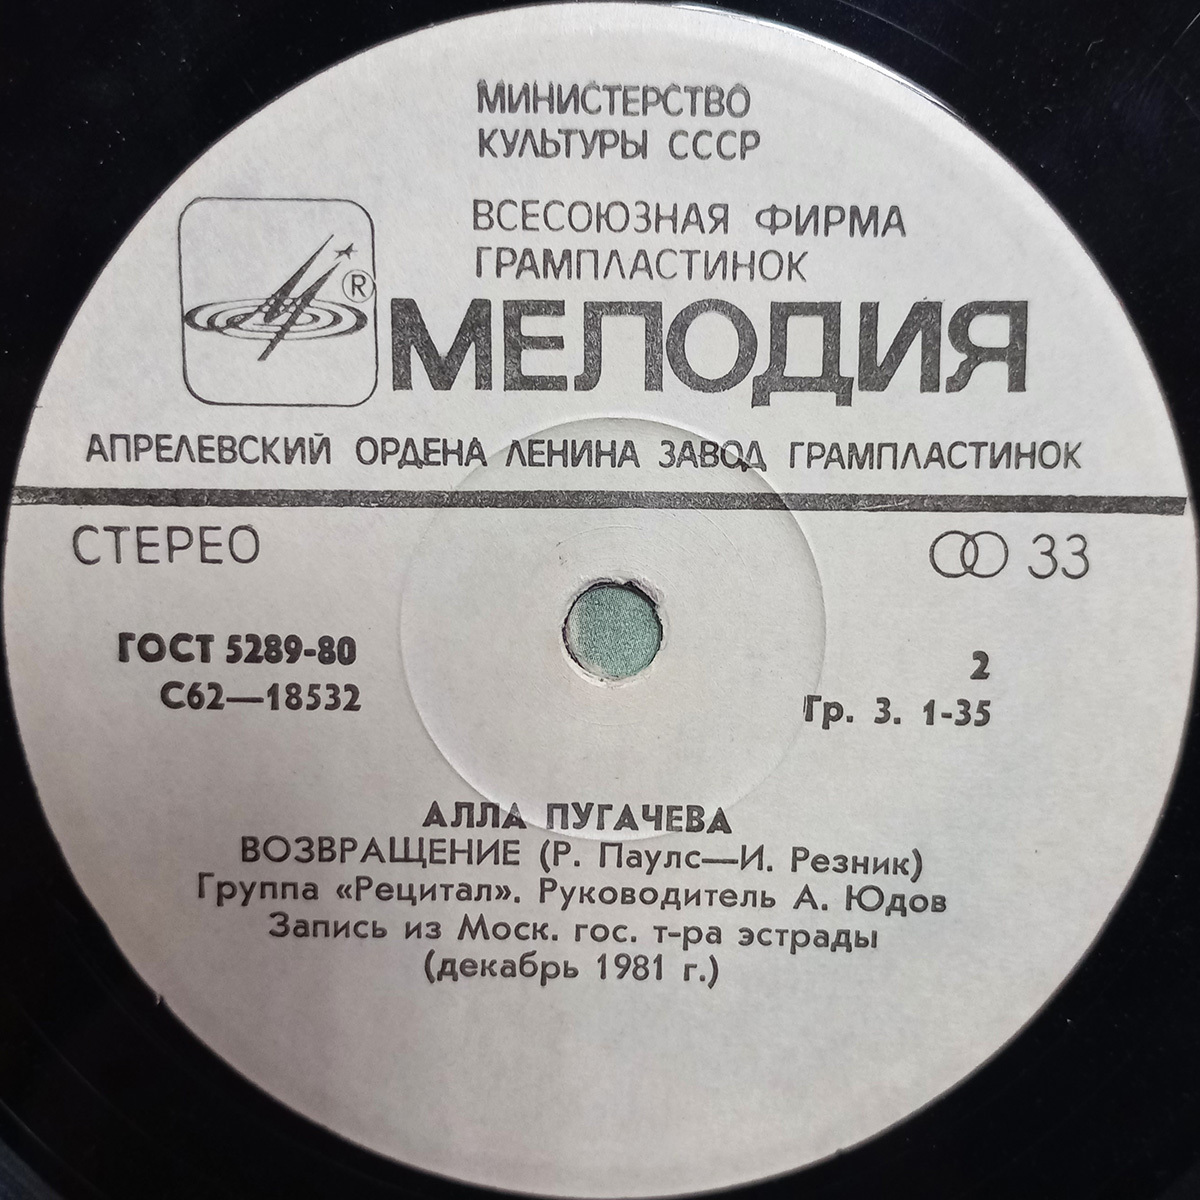 МИНИСТЕРСТВО
КУЛЬТУРЫ СССР
ВСЕСОЮЗНАЯ ФИРМА
ГРАМПЛАСТИНОК
®
МЕЛОДИЯ
АПРЕЛЕВСКИЙ ОРДЕНА ЛЕНИНА ЗАВОД ГРАМПЛАСТИНОК
СТЕРЕО
33
ГОСТ 5289-80
2
С62—18532
Гр. 3. 1-35
АЛЛА ПУГАЧЕВА
ВОЗВРАЩЕНИЕ (Р. Паулс—И. Резник)
Группа «Рецитал». Руководитель А. Юдов
Запись из Моск. гос. т-ра эстрады
(декабрь 1981 г.)